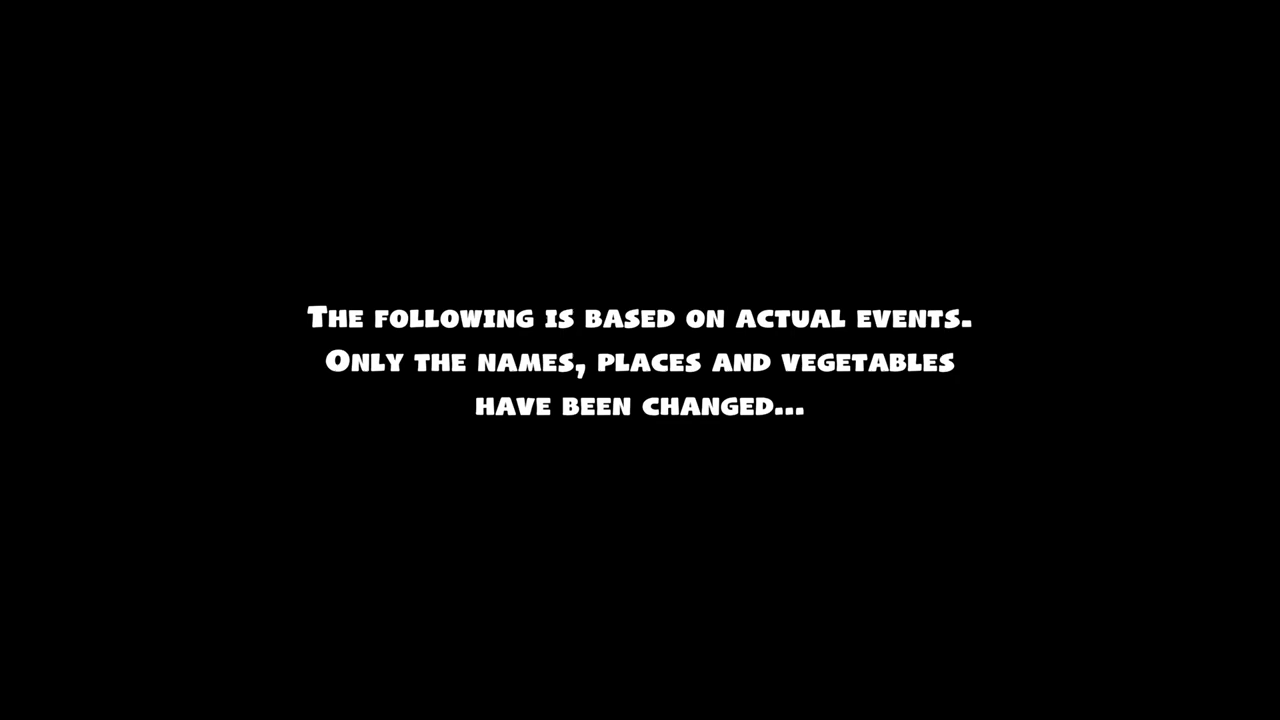 The following is based on actual events.
Only the names, places and vegetables
have been changed...